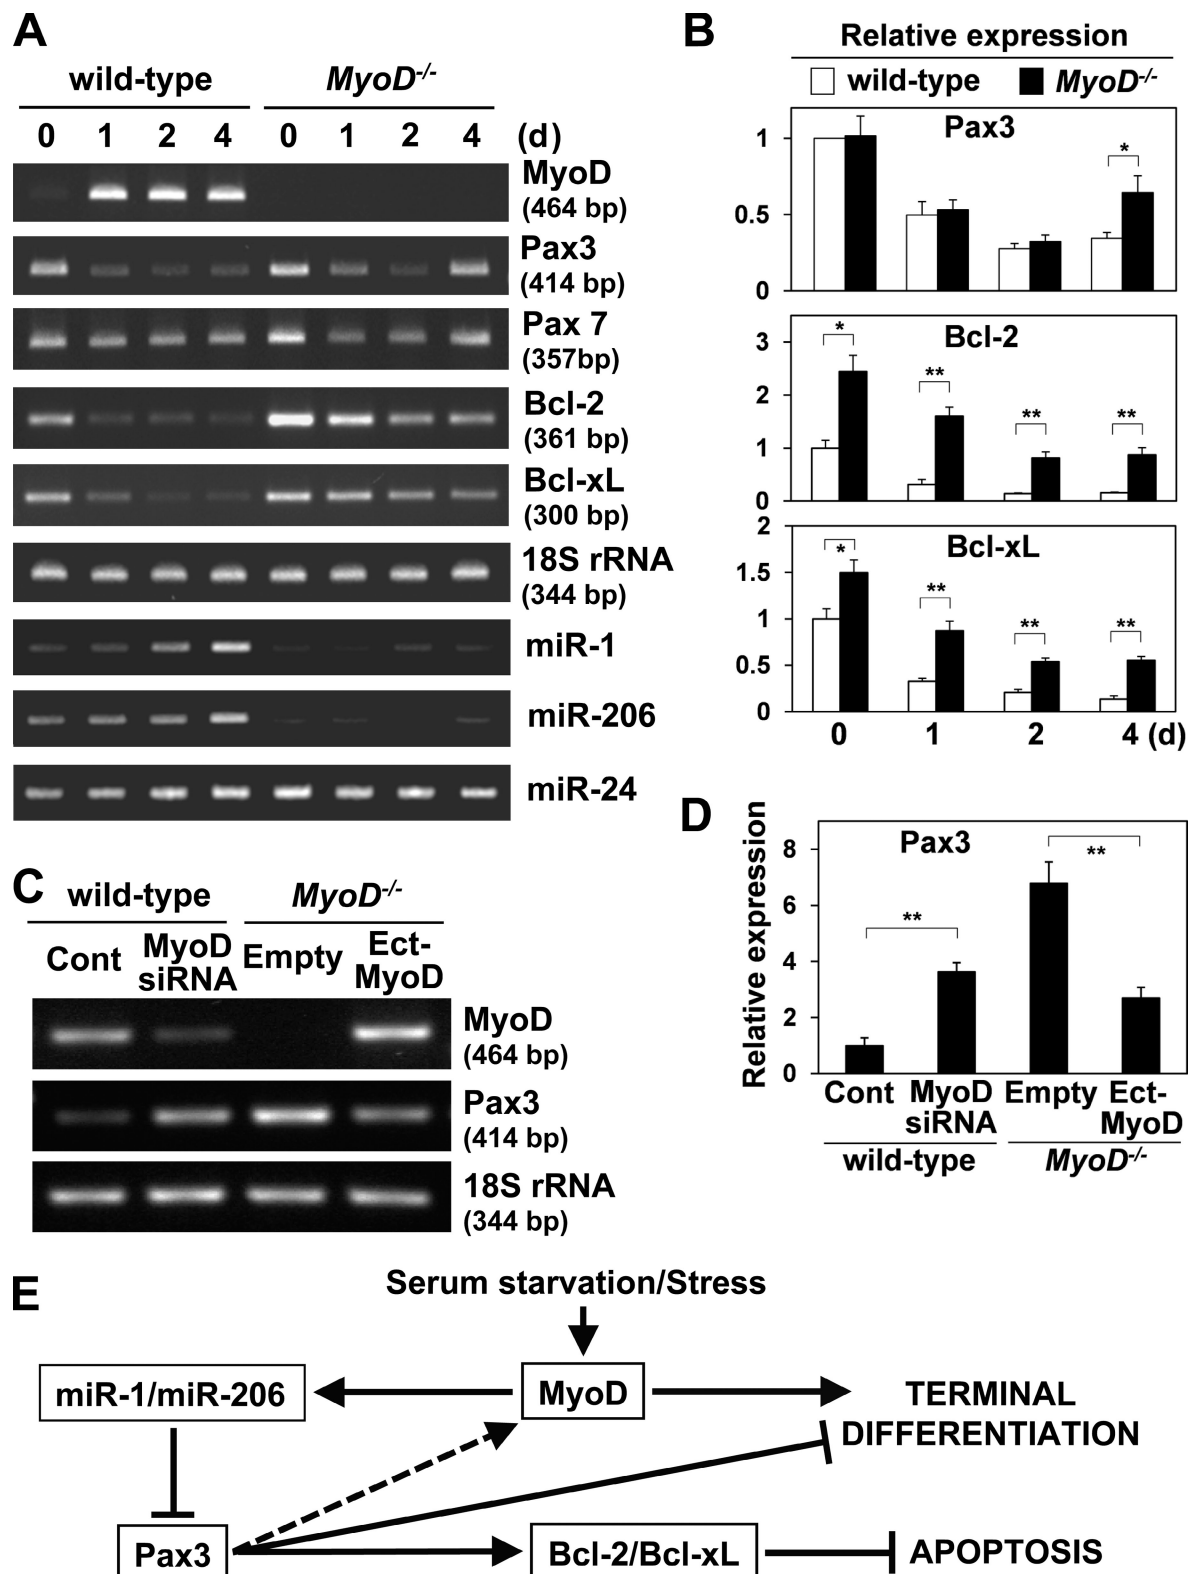 A
wild-type MyoD-/-
0 1 2 4 0 1 2 4 (d)
MyoD
(464 bp)
Pax3
(414 bp)
Pax 7
(357bp)
Bcl-2
(361 bp)
Bcl-xL
(300 bp)
18S rRNA
(344 bp)
miR-1
miR-206
miR-24
B
Relative expression
wild-type MyoD-/-
Pax3
1
0.5
0
*
Bcl-2
3
2
1
0
* ** ** **
Bcl-xL
2
1.5
1
0.5
0
* ** ** **
0 1 2 4 (d)
C
wild-type MyoD-/-
Cont MyoD siRNA Empty Ect-MyoD
MyoD
(464 bp)
Pax3
(414 bp)
18S rRNA
(344 bp)
D
Relative expression
Pax3
8
6
4
2
0
** **
Cont MyoD siRNA Empty Ect-MyoD
wild-type MyoD-/-
E
Serum starvation/Stress
miR-1/miR-206 MyoD TERMINAL
DIFFERENTIATION
Pax3 Bcl-2/Bcl-xL APOPTOSIS